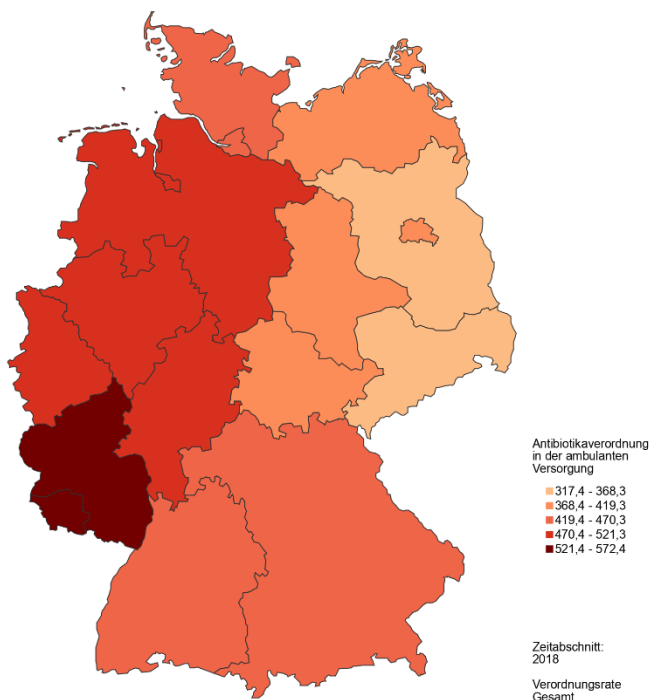 Antibiotikaverordnung
in der ambulanten
Versorgung
317,4 - 368,3
368,4 - 419,3
419,4 - 470,3
470,4 - 521,3
521,4 - 572,4
Zeitabschnitt:
2018
Verordnungsrate
Gesamt